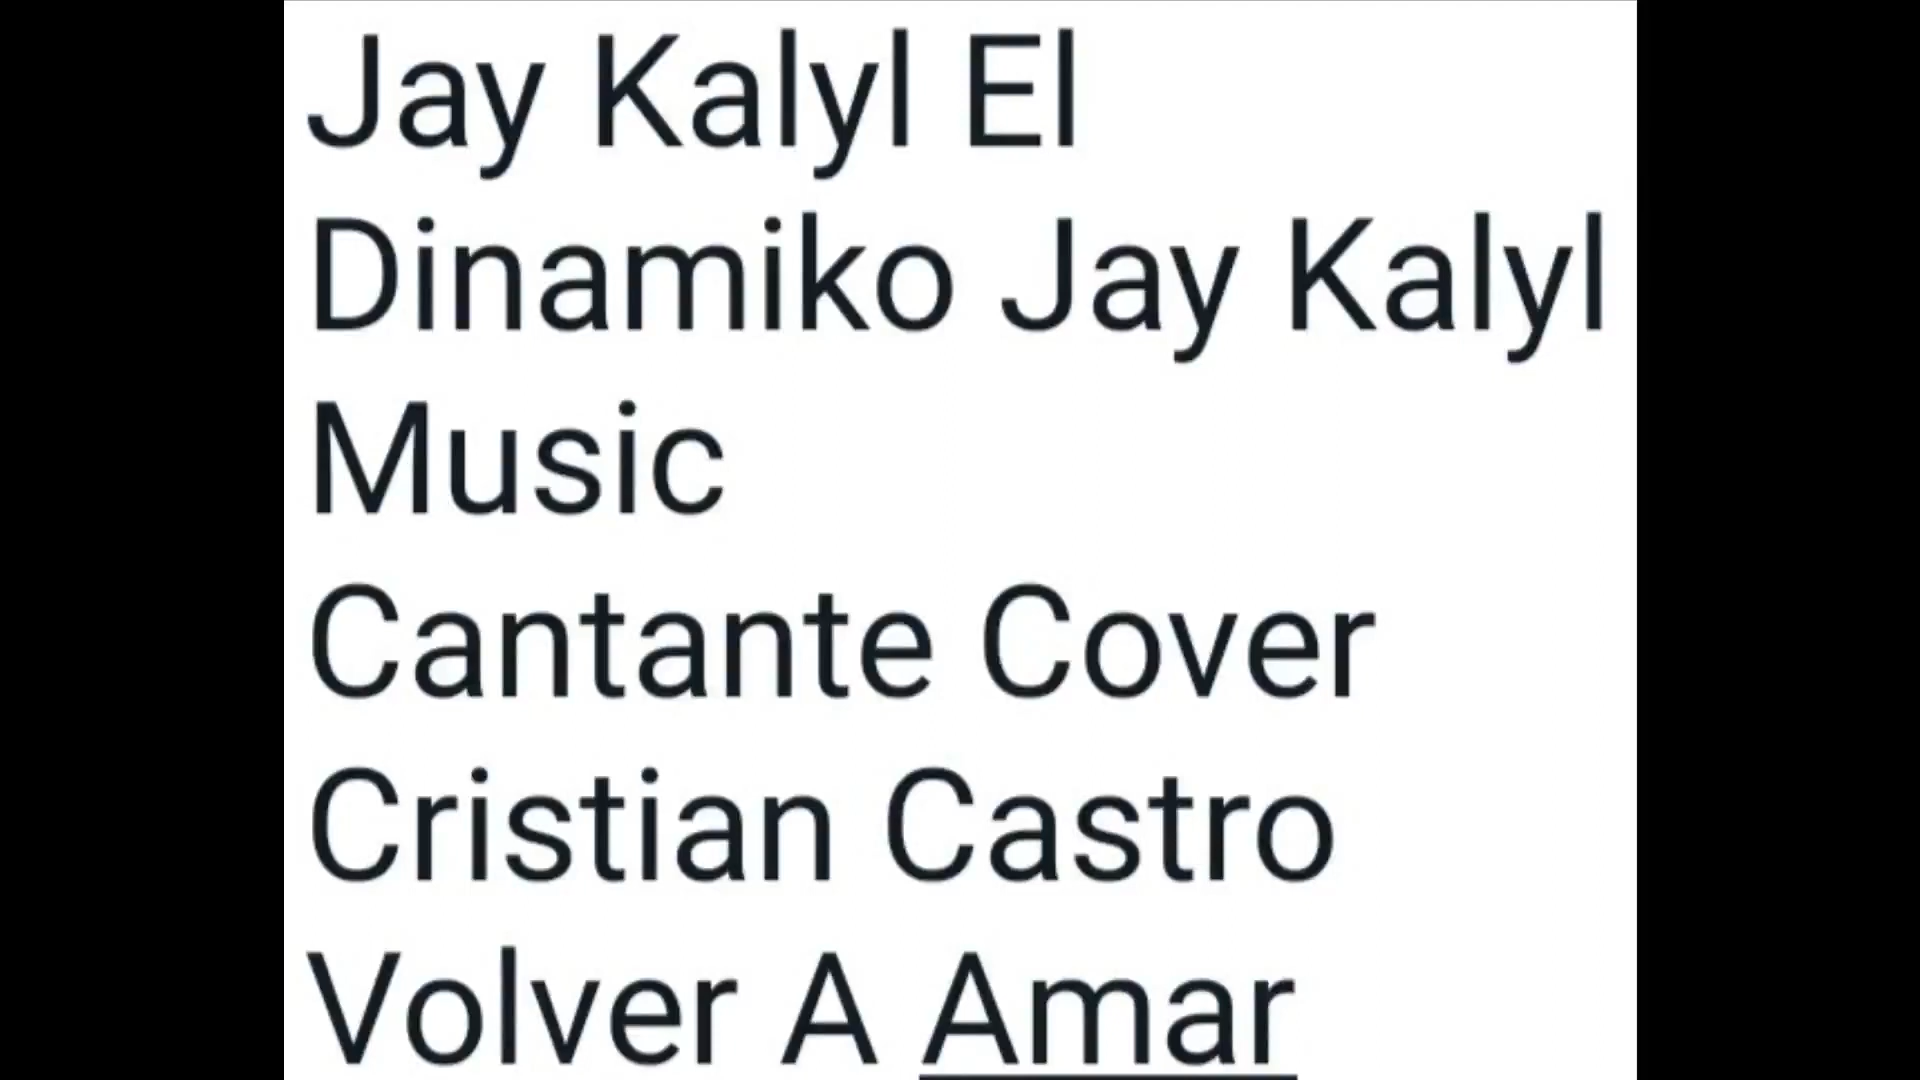 Jay Kalyl El
Dinamiko Jay Kalyl
Music
Cantante Cover
Cristian Castro
Volver A Amar